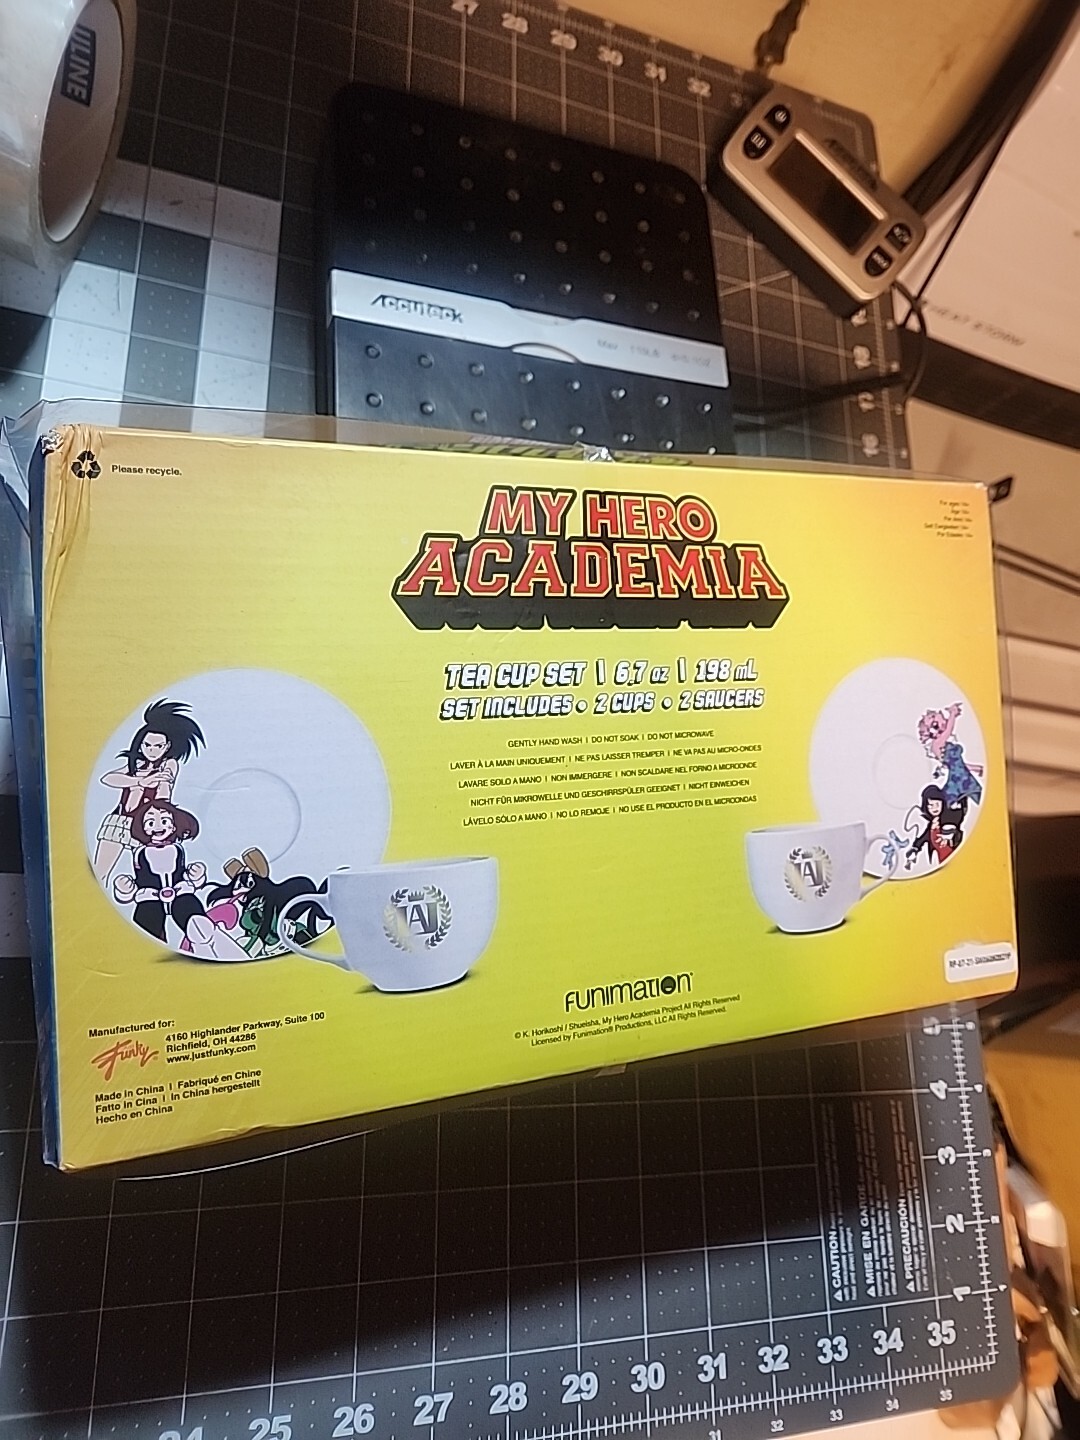 27 28 29 30 31 32
ULINE
ACCUTECK
Please recycle.
MY HERO
ACADEMIA
TEA CUP SET | 6.7 oz | 198 mL
SET INCLUDES • 2 CUPS • 2 SAUCERS
GENTLY HAND WASH | DO NOT SOAK | DO NOT MICROWAVE
LAVER À LA MAIN UNIQUEMENT | NE PAS LAISSER TREMPER | NE VA PAS AU MICRO-ONDES
LAVARE SOLO A MANO | NON IMMERGERE | NON SCALDARE NEL FORNO A MICROONDE
NICHT FÜR MIKROWELLE UND GESCHIRRSPÜLER GEEIGNET | NICHT EINWEICHEN
LÁVELO SÓLO A MANO | NO LO REMOJE | NO USE EL PRODUCTO EN EL MICROONDAS
FUNIMATION
© K. Horikoshi / Shueisha, My Hero Academia Project All Rights Reserved
Licensed by Funimation® Productions, LLC All Rights Reserved.
Manufactured for:
Funky
4160 Highlander Parkway, Suite 100
Richfield, OH 44286
www.justfunky.com
Made in China | Fabriqué en Chine
Fatto in Cina | In China hergestellt
Hecho en China
CAUTION
MISE EN GARDE
PRECAUCIÓN
5
4
3
2
1
24 25 26 27 28 29 30 31 32 33 34 35
31 32 33 34 35